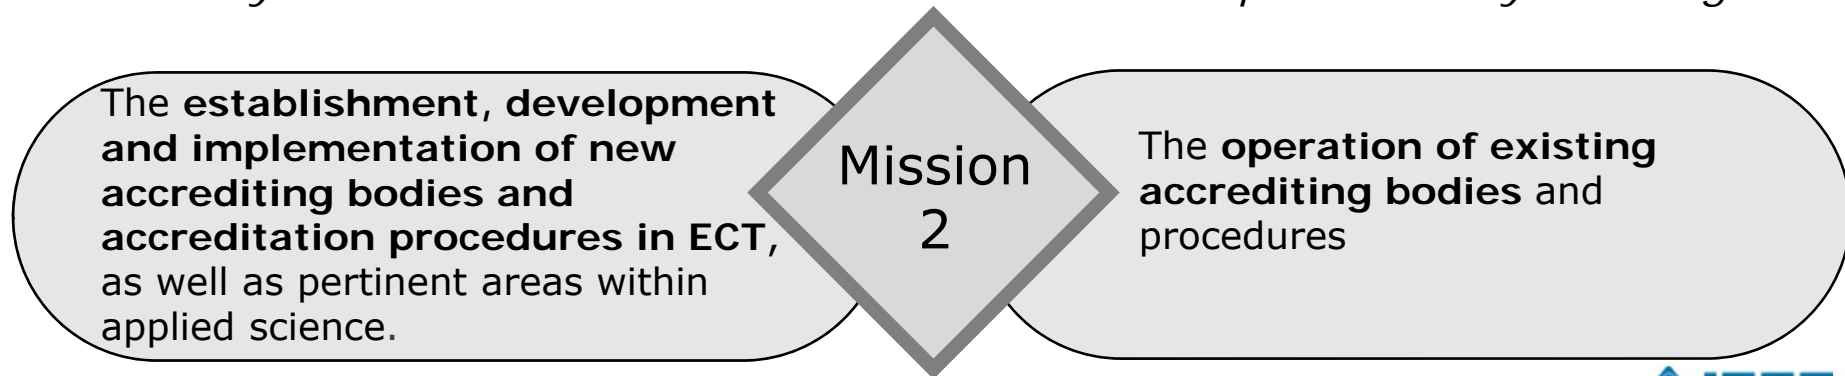 The establishment, development
and implementation of new
accrediting bodies and
accreditation procedures in ECT,
as well as pertinent areas within
applied science.
Mission
2
The operation of existing
accrediting bodies and
procedures